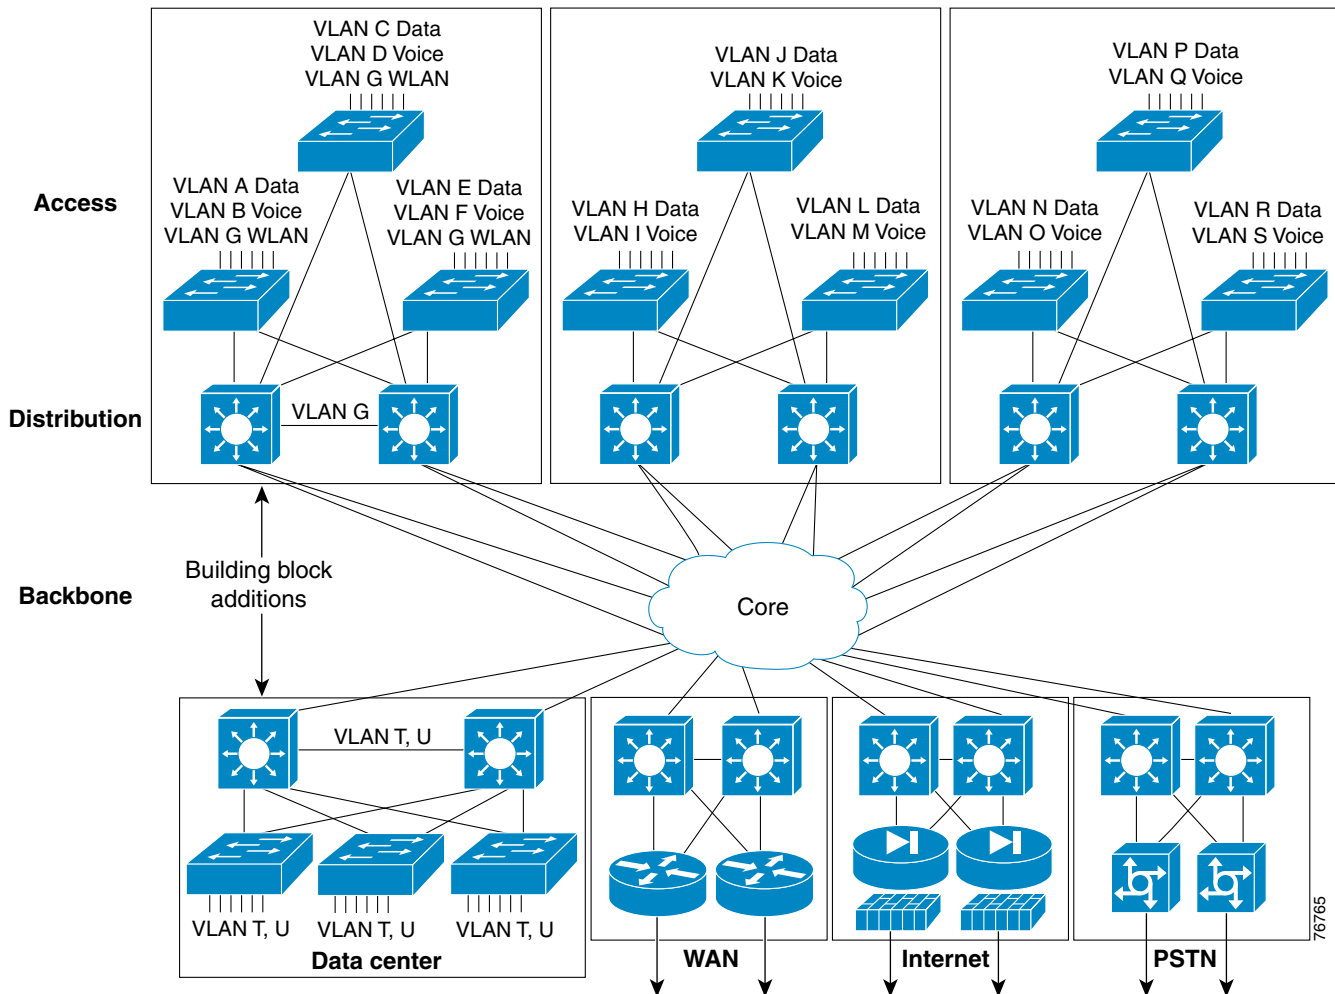 VLAN C Data
VLAN D Voice
VLAN G WLAN
VLAN J Data
VLAN K Voice
VLAN P Data
VLAN Q Voice
Access
VLAN A Data
VLAN B Voice
VLAN G WLAN
VLAN E Data
VLAN F Voice
VLAN G WLAN
VLAN H Data
VLAN I Voice
VLAN L Data
VLAN M Voice
VLAN N Data
VLAN O Voice
VLAN R Data
VLAN S Voice
Distribution
VLAN G
Building block
additions
Backbone
Core
VLAN T, U
VLAN T, U
VLAN T, U
VLAN T, U
Data center
WAN
Internet
PSTN
76765